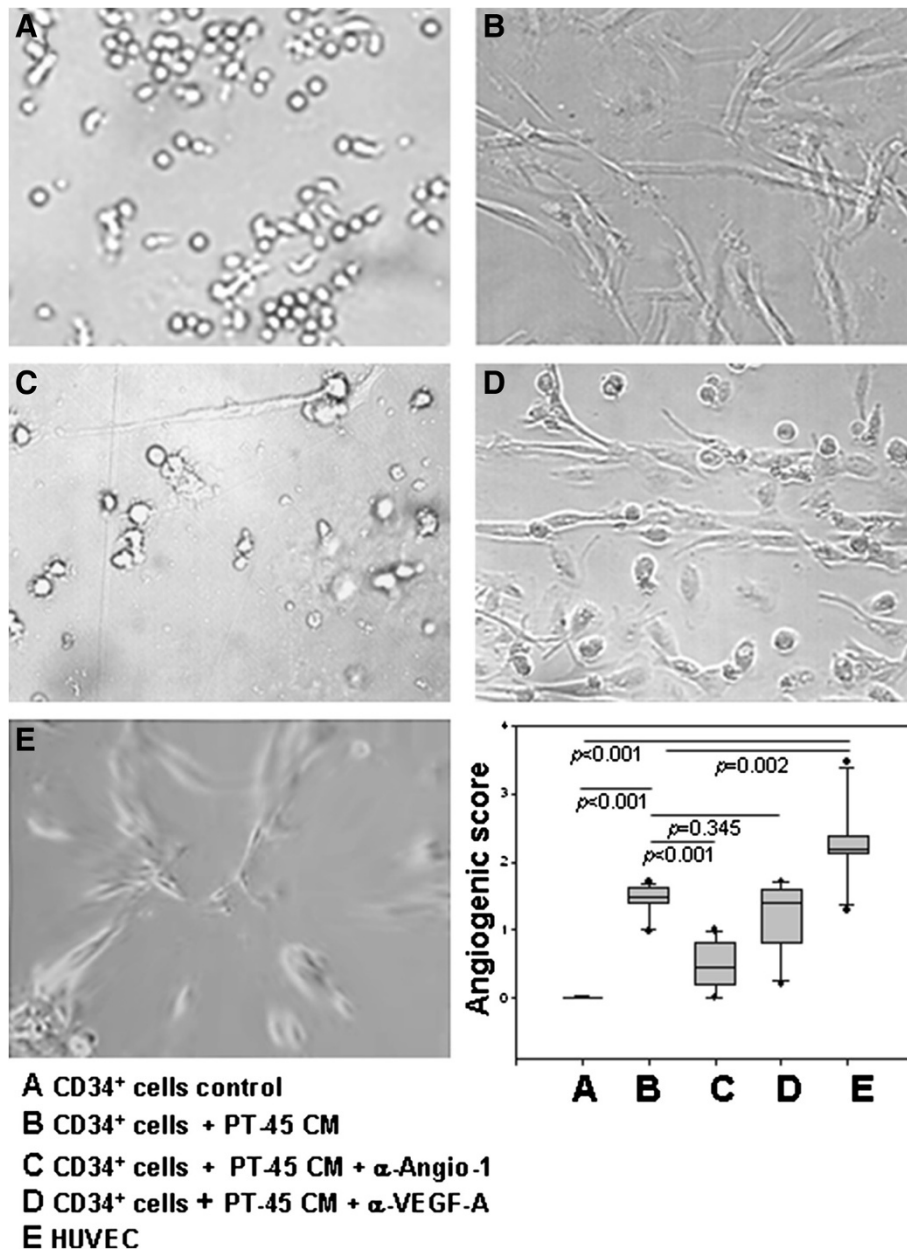 A
B
C
D
E
Angiogenic score
4
3
2
1
0
p<0.001
p=0.002
p<0.001
p=0.345
p<0.001
A B C D E
A CD34+ cells control
B CD34+ cells + PT-45 CM
C CD34+ cells + PT-45 CM + α-Angio-1
D CD34+ cells + PT-45 CM + α-VEGF-A
E HUVEC